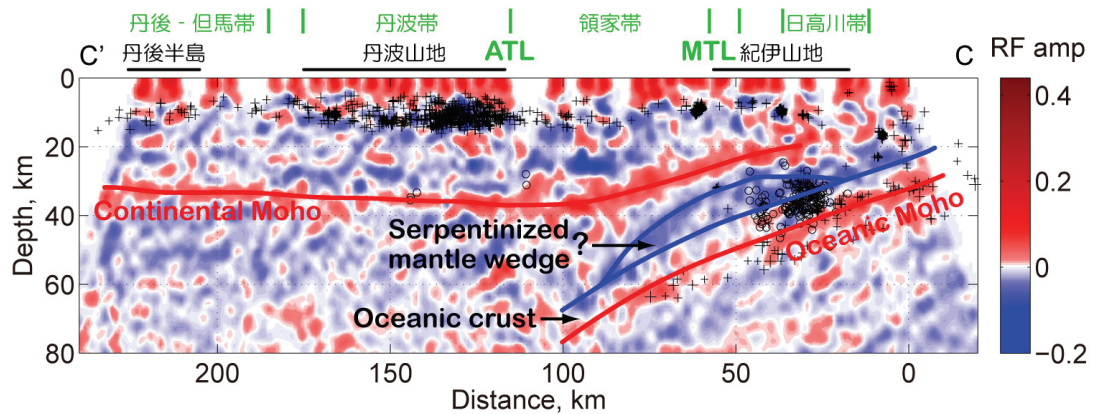 丹後 - 但馬帯 丹波帯 領家帯 日高川帯
丹後半島 丹波山地 ATL MTL 紀伊山地
C' C
RF amp
0
20
40
60
80
Depth, km
Continental Moho
Serpentinized
mantle wedge
?
Oceanic crust
Oceanic Moho
200 150 100 50 0
Distance, km
0.4
0.2
0
−0.2